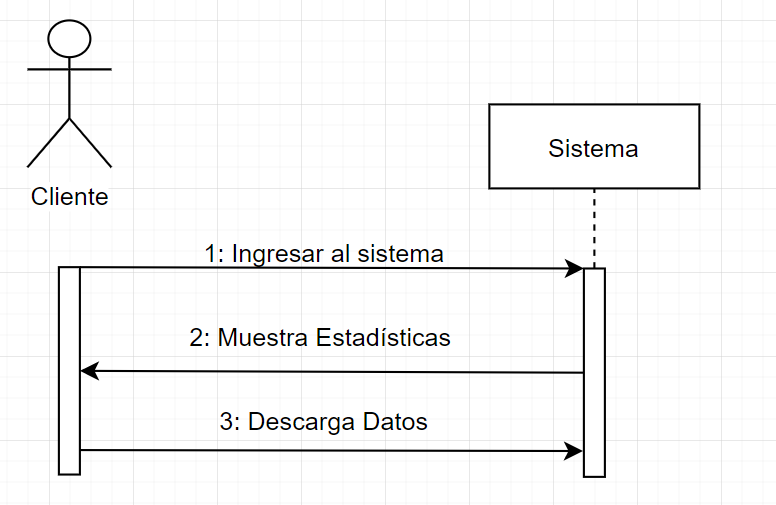 Cliente
Sistema
1: Ingresar al sistema
2: Muestra Estadísticas
3: Descarga Datos